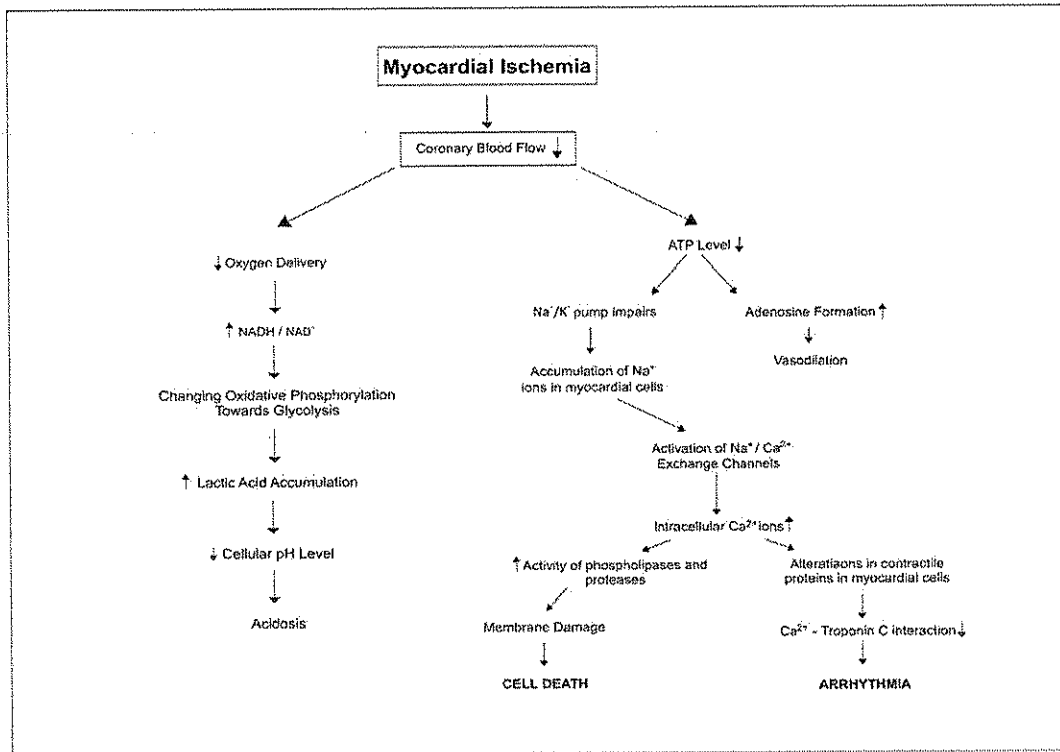 Myocardial Ischemia
Coronary Blood Flow ↓
↓ Oxygen Delivery
↑ NADH / NAD⁺
Changing Oxidative Phosphorylation
Towards Glycolysis
↑ Lactic Acid Accumulation
↓ Cellular pH Level
Acidosis
ATP Level ↓
Na⁺/K⁺ pump impairs
Adenosine Formation ↑
Vasodilation
Accumulation of Na⁺
ions in myocardial cells
Activation of Na⁺ / Ca²⁺
Exchange Channels
Intracellular Ca²⁺ ions ↑
↑ Activity of phospholipases and
proteases
Alterations in contractile
proteins in myocardial cells
Membrane Damage
Ca²⁺ - Troponin C interaction ↓
CELL DEATH
ARRHYTHMIA